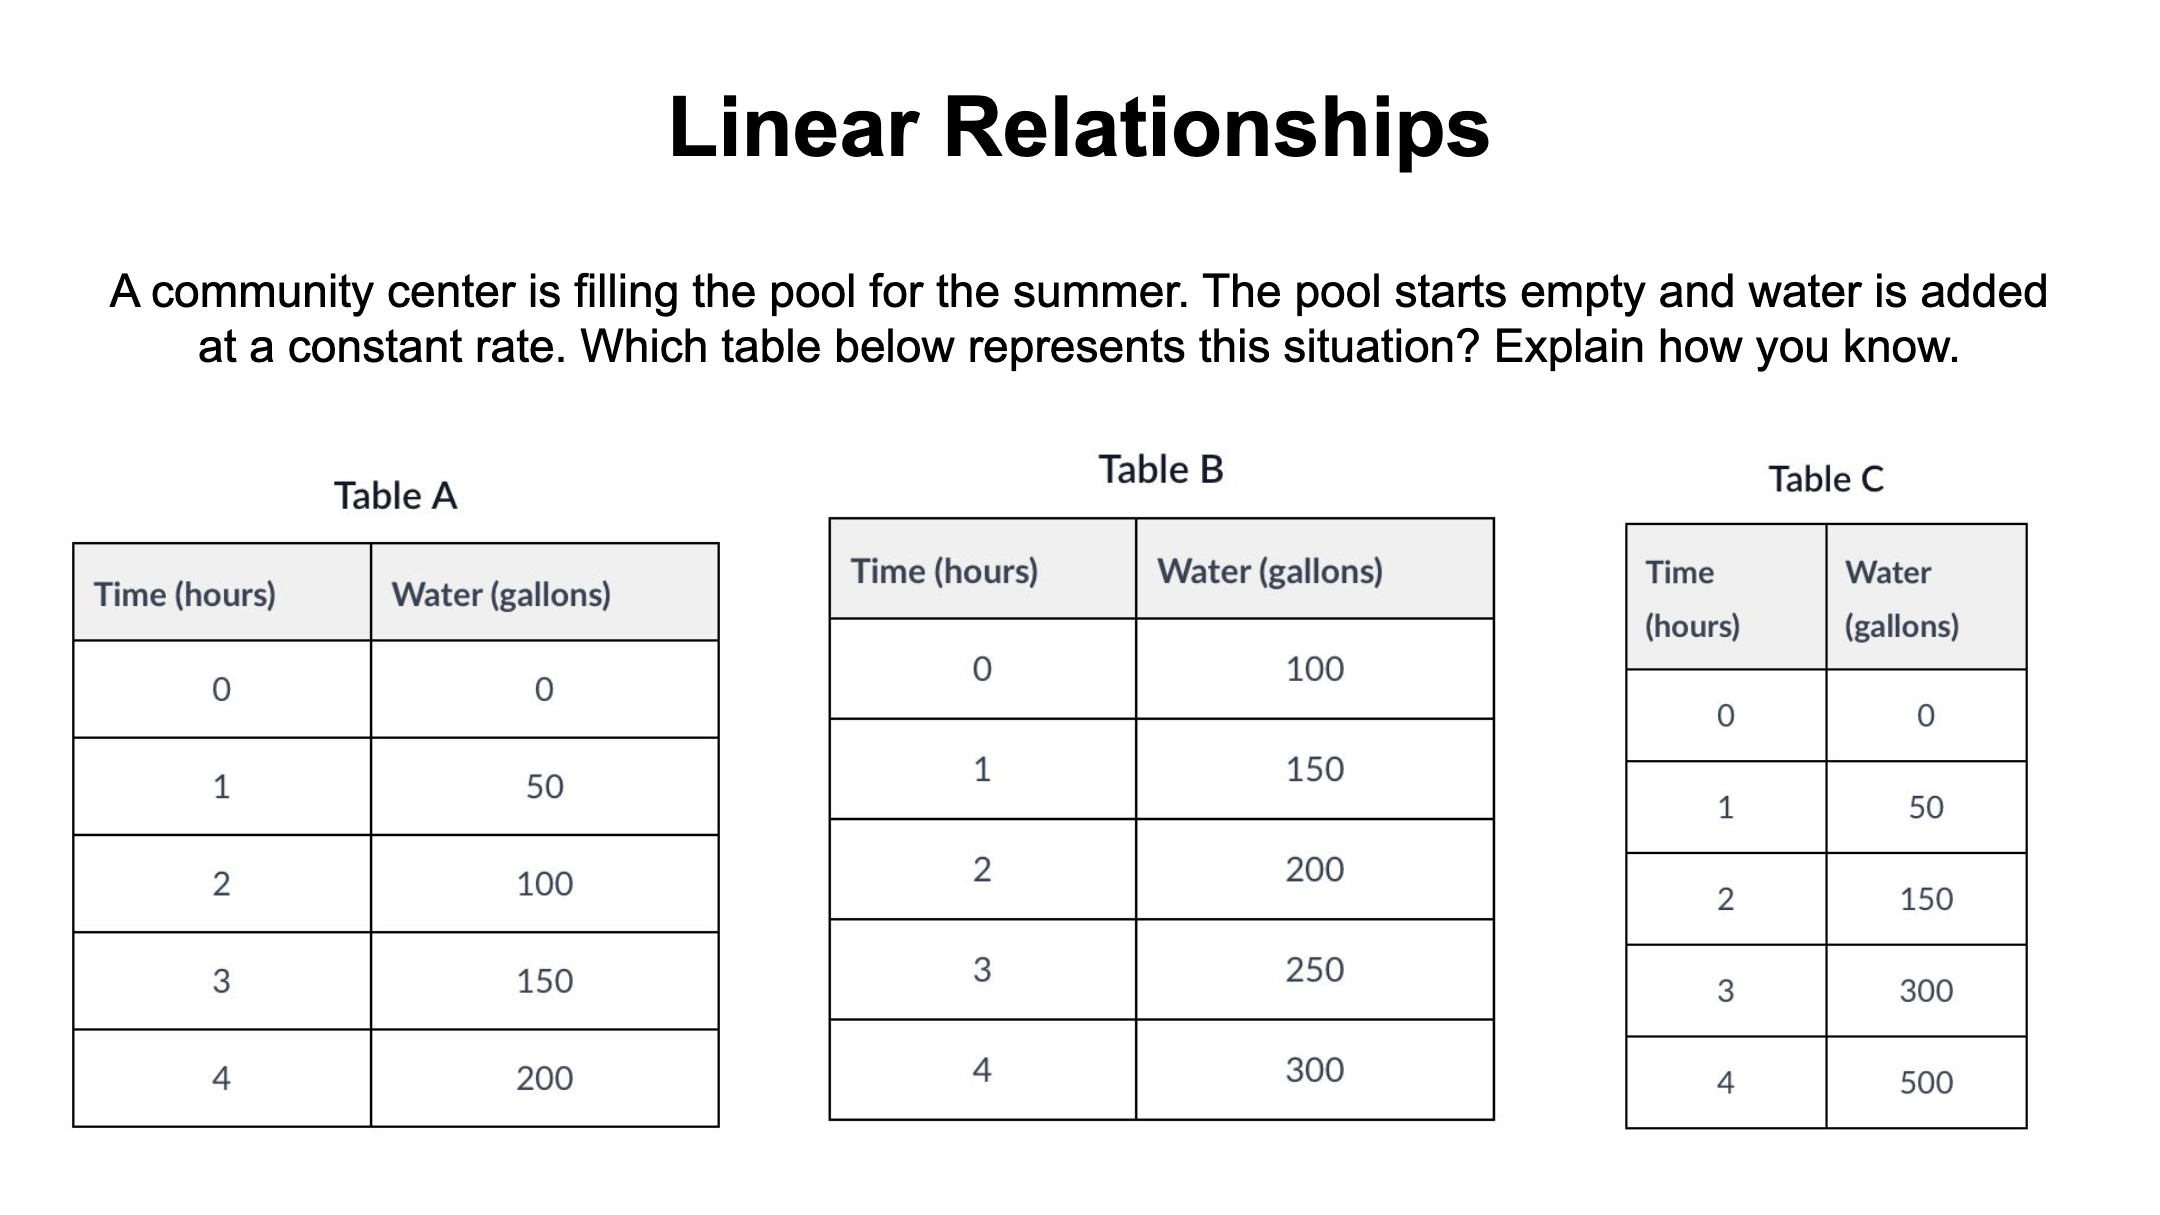 Linear Relationships
A community center is filling the pool for the summer. The pool starts empty and water is added
at a constant rate. Which table below represents this situation? Explain how you know.
Table A
Time (hours) Water (gallons)
0 0
1 50
2 100
3 150
4 200
Table B
Time (hours) Water (gallons)
0 100
1 150
2 200
3 250
4 300
Table C
Time Water
(hours) (gallons)
0 0
1 50
2 150
3 300
4 500